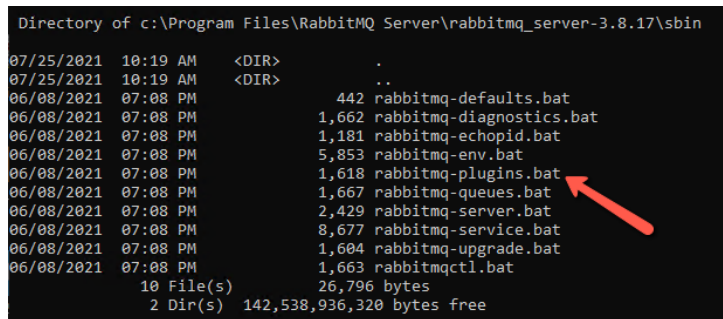 Directory of c:\Program Files\RabbitMQ Server\rabbitmq_server-3.8.17\sbin
07/25/2021 10:19 AM <DIR> .
07/25/2021 10:19 AM <DIR> ..
06/08/2021 07:08 PM 442 rabbitmq-defaults.bat
06/08/2021 07:08 PM 1,662 rabbitmq-diagnostics.bat
06/08/2021 07:08 PM 1,181 rabbitmq-echopid.bat
06/08/2021 07:08 PM 5,853 rabbitmq-env.bat
06/08/2021 07:08 PM 1,618 rabbitmq-plugins.bat
06/08/2021 07:08 PM 1,667 rabbitmq-queues.bat
06/08/2021 07:08 PM 2,429 rabbitmq-server.bat
06/08/2021 07:08 PM 8,677 rabbitmq-service.bat
06/08/2021 07:08 PM 1,604 rabbitmq-upgrade.bat
06/08/2021 07:08 PM 1,663 rabbitmqctl.bat
10 File(s) 26,796 bytes
2 Dir(s) 142,538,936,320 bytes free